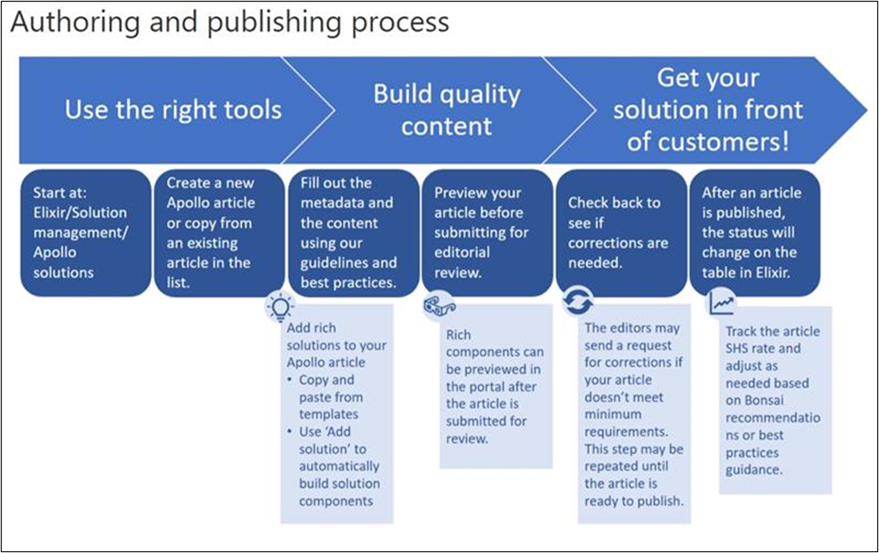 Authoring and publishing process
Use the right tools
Build quality
content
Get your
solution in front
of customers!
Start at:
Elixir/Solution
management/
Apollo
solutions
Create a new
Apollo article
or copy from
an existing
article in the
list.
Fill out the
metadata and
the content
using our
guidelines and
best practices.
Preview your
article before
submitting for
editorial
review.
Check back to
see if
corrections are
needed.
After an article
is published,
the status will
change on the
table in Elixir.
Add rich
solutions to your
Apollo article
• Copy and
paste from
templates
• Use ‘Add
solution’ to
automatically
build solution
components
Rich
components can
be previewed in
the portal after
the article is
submitted for
review.
The editors may
send a request
for corrections if
your article
doesn’t meet
minimum
requirements.
This step may be
repeated until
the article is
ready to publish.
Track the article
SHS rate and
adjust as
needed based
on Bonsai
recommendatio
ns or best
practices
guidance.